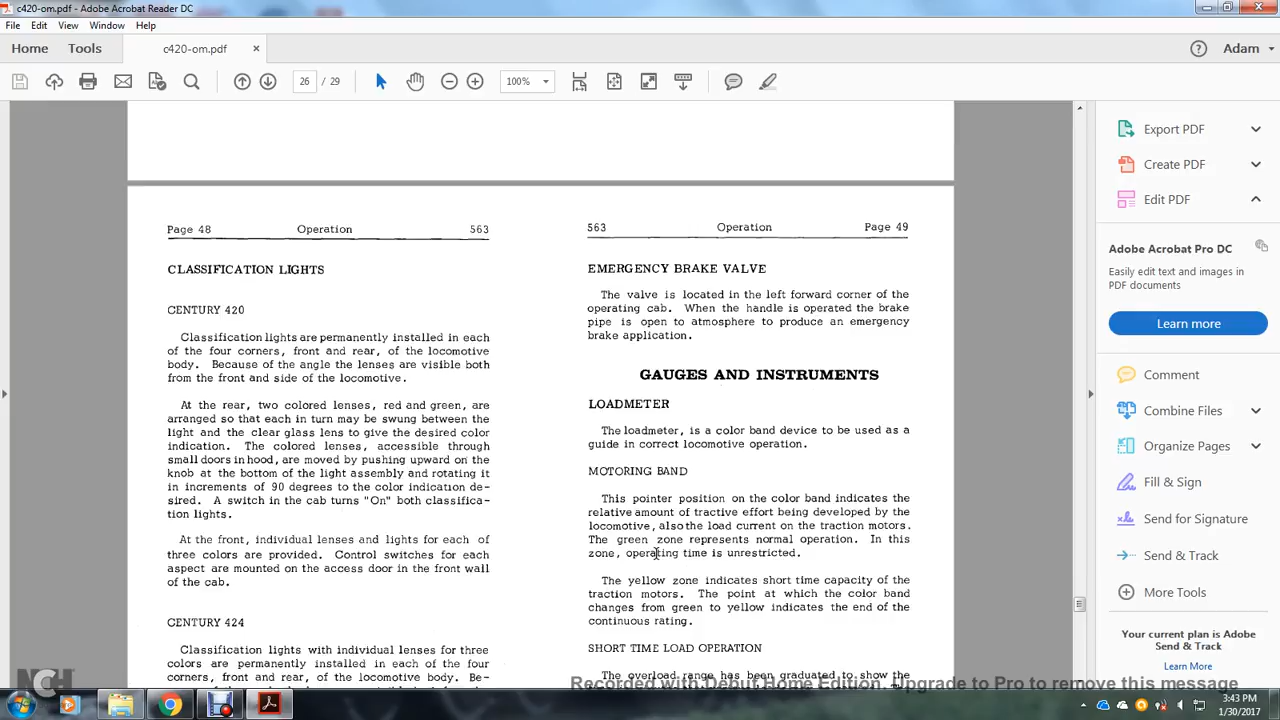 c420-om.pdf - Adobe Acrobat Reader DC
File Edit View Window Help
Home Tools c420-om.pdf × Adam
26 / 29 100%
Page 48 Operation 563
CLASSIFICATION LIGHTS
CENTURY 420
Classification lights are permanently installed in each
of the four corners, front and rear, of the locomotive
body. Because of the angle the lenses are visible both
from the front and side of the locomotive.
At the rear, two colored lenses, red and green, are
arranged so that each in turn may be swung between the
light and the clear glass lens to give the desired color
indication. The colored lenses, accessible through
small doors in hood, are moved by pushing upward on the
knob at the bottom of the light assembly and rotating it
in increments of 90 degrees to the color indication de-
sired. A switch in the cab turns "On" both classifica-
tion lights.
At the front, individual lenses and lights for each of
three colors are provided. Control switches for each
aspect are mounted on the access door in the front wall
of the cab.
CENTURY 424
Classification lights with individual lenses for three
colors are permanently installed in each of the four
corners, front and rear, of the locomotive body. Be-
563 Operation Page 49
EMERGENCY BRAKE VALVE
The valve is located in the left forward corner of the
operating cab. When the handle is operated the brake
pipe is open to atmosphere to produce an emergency
brake application.
GAUGES AND INSTRUMENTS
LOADMETER
The loadmeter, is a color band device to be used as a
guide in correct locomotive operation.
MOTORING BAND
This pointer position on the color band indicates the
relative amount of tractive effort being developed by the
locomotive, also the load current on the traction motors.
The green zone represents normal operation. In this
zone, operating time is unrestricted.
The yellow zone indicates short time capacity of the
traction motors. The point at which the color band
changes from green to yellow indicates the end of the
continuous rating.
SHORT TIME LOAD OPERATION
The overload range has been graduated to show the
Export PDF
Create PDF
Edit PDF
Adobe Acrobat Pro DC
Easily edit text and images in
PDF documents
Learn more
Comment
Combine Files
Organize Pages
Fill & Sign
Send for Signature
Send & Track
More Tools
Your current plan is Adobe
Send & Track
Learn More
NCH
Recorded with Debut Home Edition. Upgrade to Pro to remove this message
3:43 PM
1/30/2017